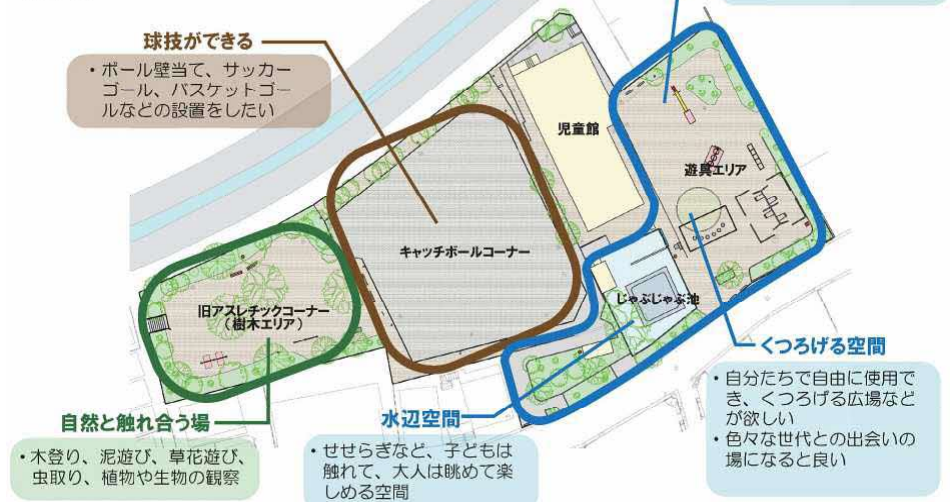 球技ができる
・ボール壁当て、サッカー
ゴール、バスケットゴー
ルなどの設置をしたい
児童館
遊具エリア
キャッチボールコーナー
じゃぶじゃぶ池
旧アスレチックコーナー
（樹木エリア）
自然と触れ合う場
・木登り、泥遊び、草花遊び、
虫取り、植物や生物の観察
水辺空間
・せせらぎなど、子どもは
触れて、大人は眺めて楽
しめる空間
くつろげる空間
・自分たちで自由に使用で
き、くつろげる広場など
が欲しい
・色々な世代との出会いの
場になると良い